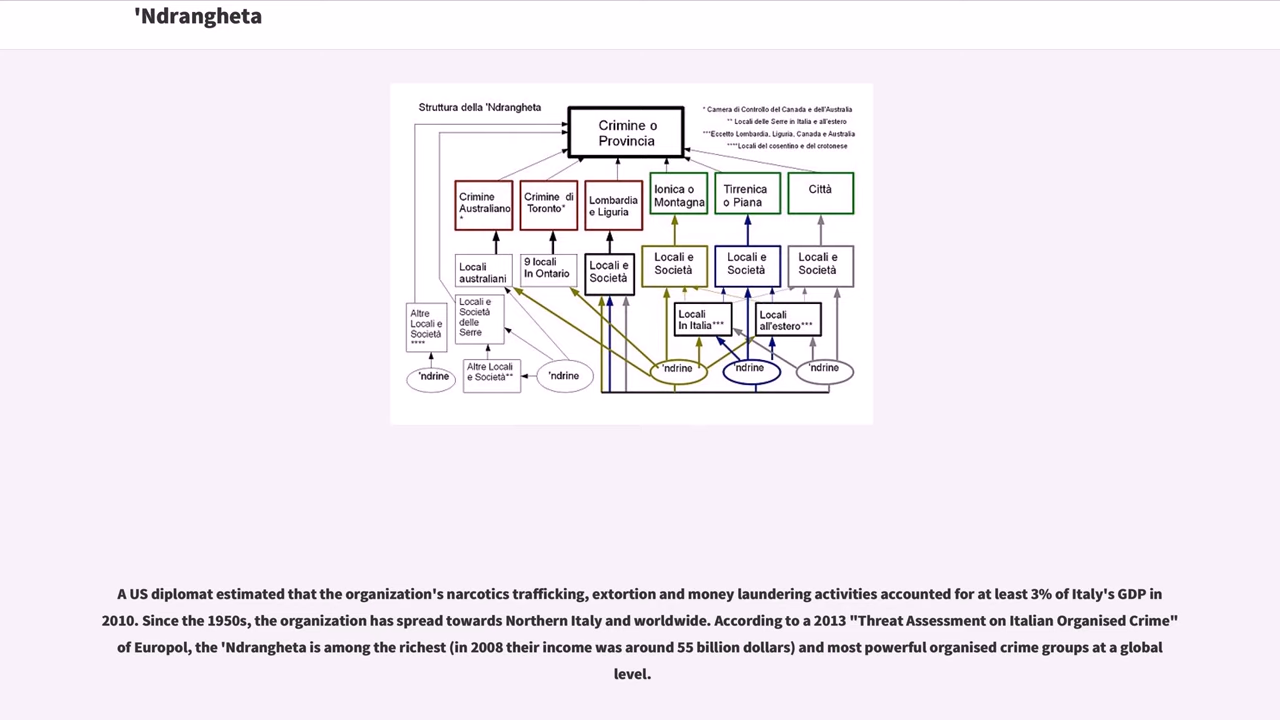 'Ndrangheta
Struttura della 'Ndrangheta
Crimine o
Provincia
* Camera di Controllo del Canada e dell'Australia
** Locali delle Serre in Italia e all'estero
***Eccetto Lombardia, Liguria, Canada e Australia
****Locali del cosentino e del crotonese
Crimine
Australiano
*
Crimine di
Toronto*
Lombardia
e Liguria
Ionica o
Montagna
Tirrenica
o Piana
Città
Locali
australiani
9 locali
In Ontario
Locali e
Società
Locali e
Società
Locali e
Società
Locali e
Società
Altre
Locali e
Società
****
Locali e
Società
delle
Serre
Locali
In Italia***
Locali
all'estero***
'ndrine
Altre Locali
e Società**
'ndrine
'ndrine
'ndrine
'ndrine
A US diplomat estimated that the organization's narcotics trafficking, extortion and money laundering activities accounted for at least 3% of Italy's GDP in
2010. Since the 1950s, the organization has spread towards Northern Italy and worldwide. According to a 2013 "Threat Assessment on Italian Organised Crime"
of Europol, the 'Ndrangheta is among the richest (in 2008 their income was around 55 billion dollars) and most powerful organised crime groups at a global
level.